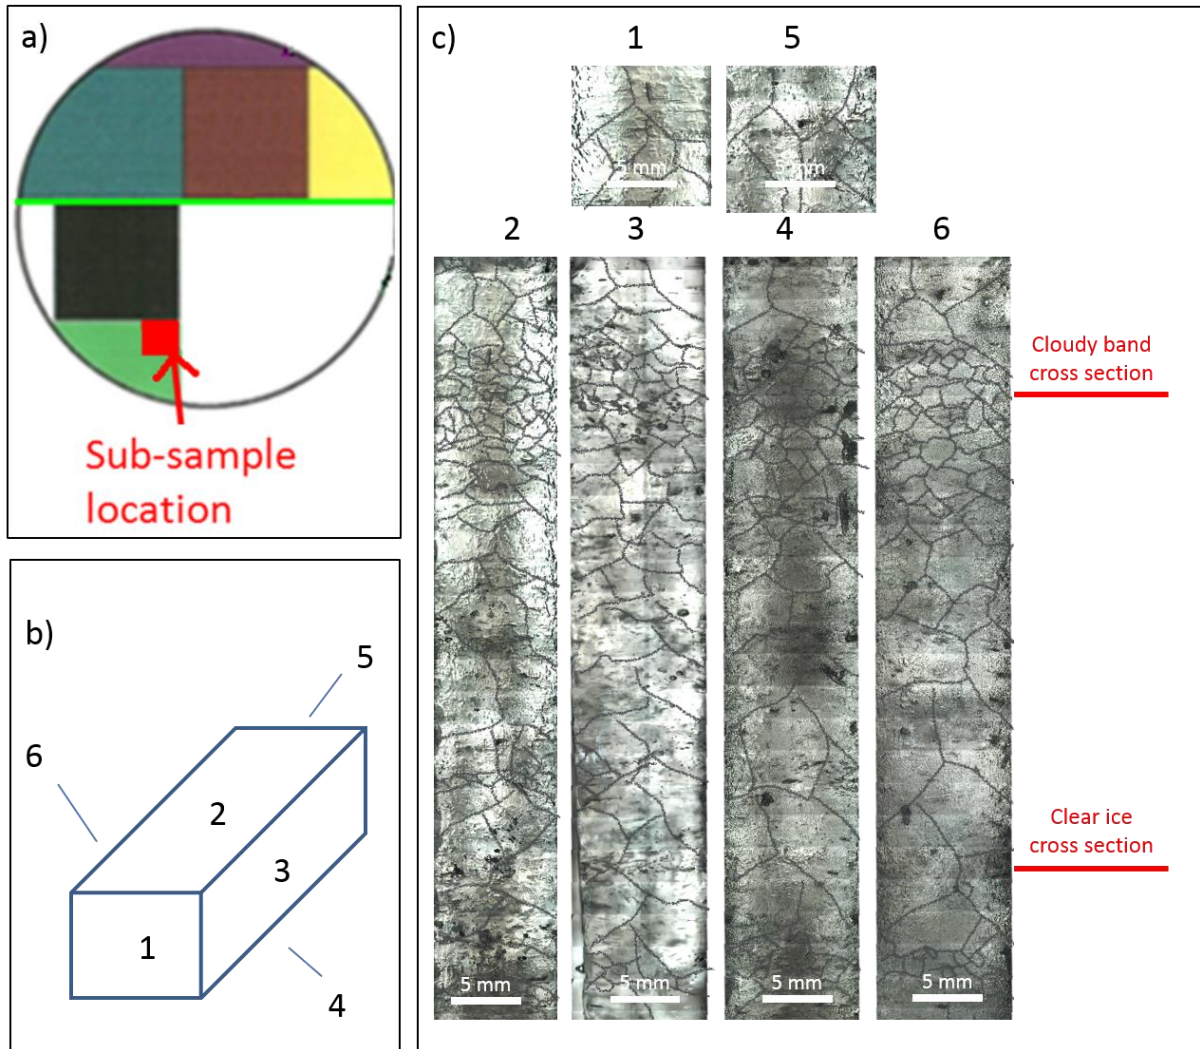 a)
Sub-sample
location
b)
5
6
2
3
1
4
c)
1
5
5 mm
5 mm
2
3
4
6
Cloudy band
cross section
Clear ice
cross section
5 mm
5 mm
5 mm
5 mm